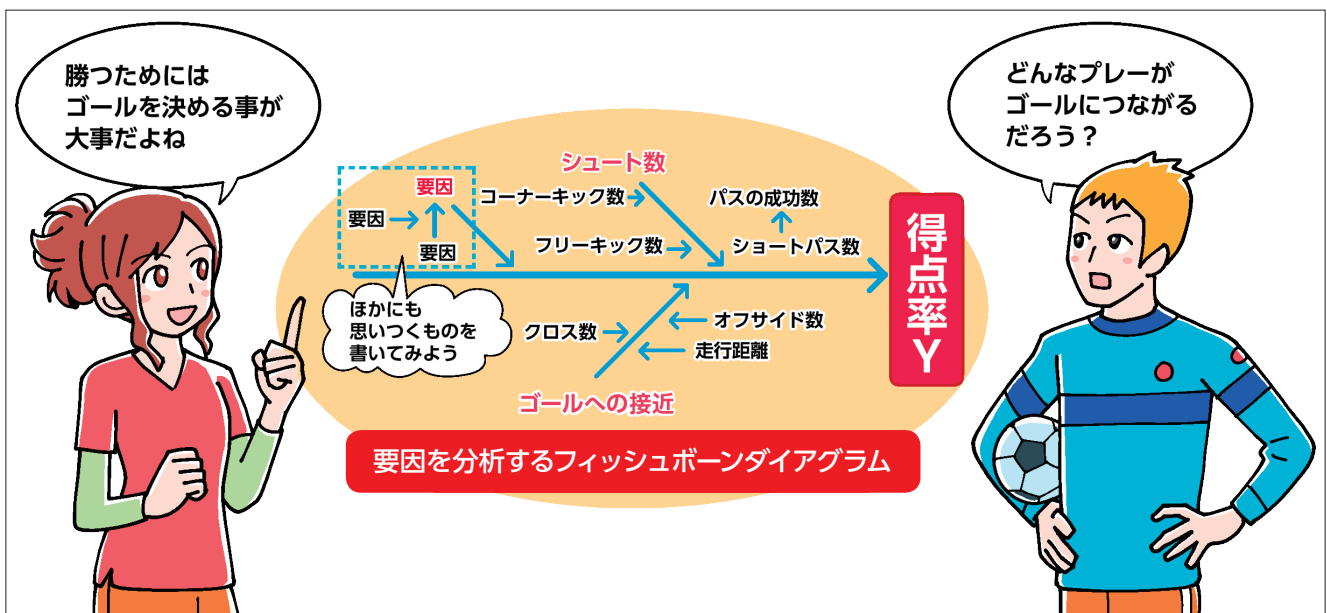 勝つためには
ゴールを決める事が
大事だよね
どんなプレーが
ゴールにつながる
だろう？
シュート数
要因
コーナーキック数
パスの成功数
要因
フリーキック数
ショートパス数
要因
得点率Y
ほかにも
思いつくものを
書いてみよう
クロス数
オフサイド数
走行距離
ゴールへの接近
要因を分析するフィッシュボーンダイアグラム